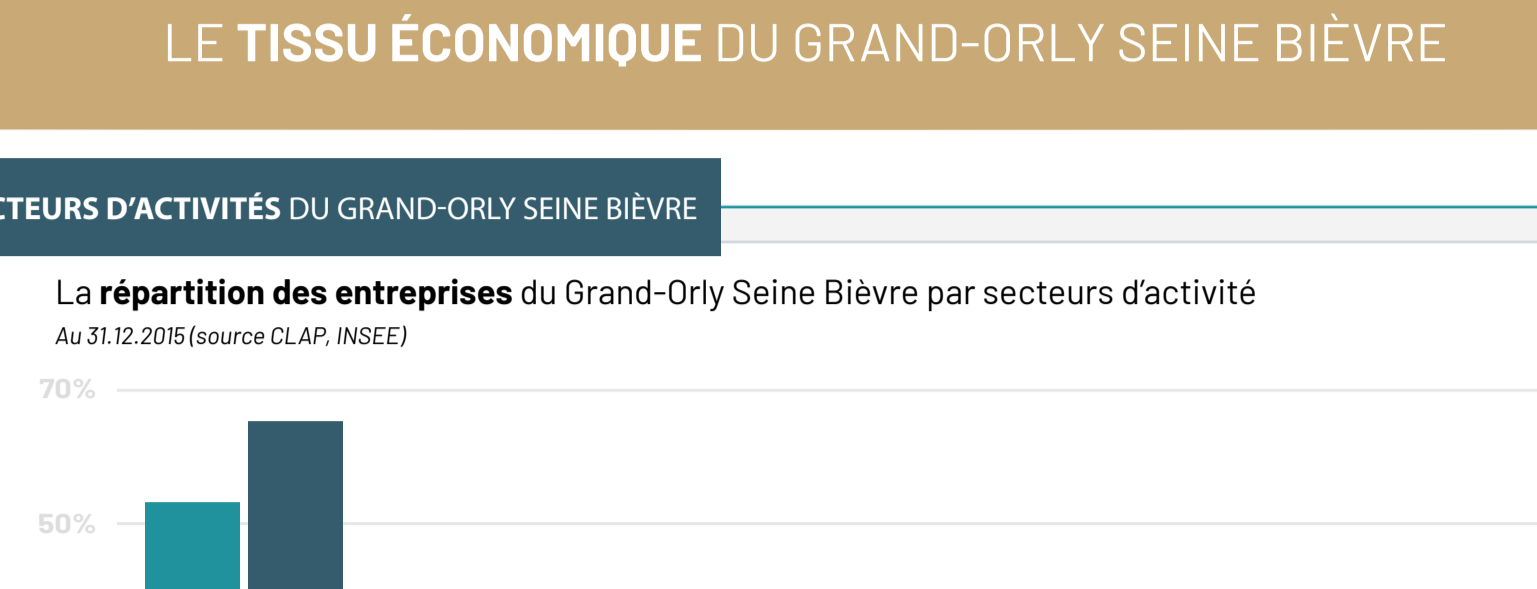 LE TISSU ÉCONOMIQUE DU GRAND-ORLY SEINE BIÈVRE
CTEURS D'ACTIVITÉS DU GRAND-ORLY SEINE BIÈVRE
La répartition des entreprises du Grand-Orly Seine Bièvre par secteurs d'activité
Au 31.12.2015 (source CLAP, INSEE)
70%
50%